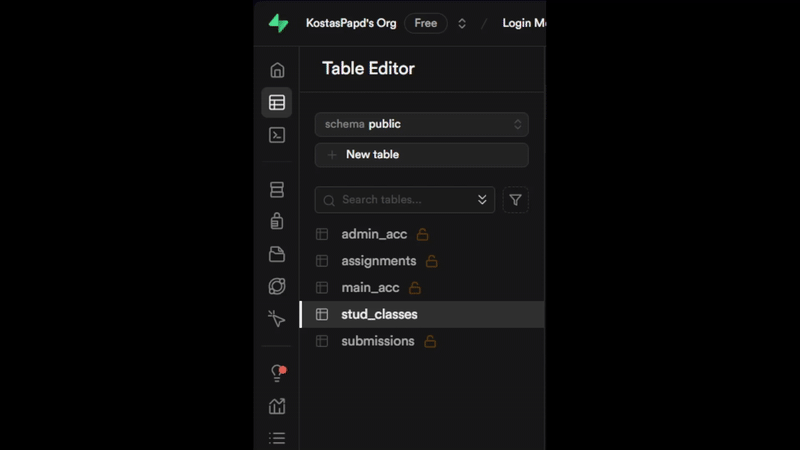 KostasPapd's Org Free / Login M
Table Editor
schema public
New table
Search tables...
admin_acc
assignments
main_acc
stud_classes
submissions